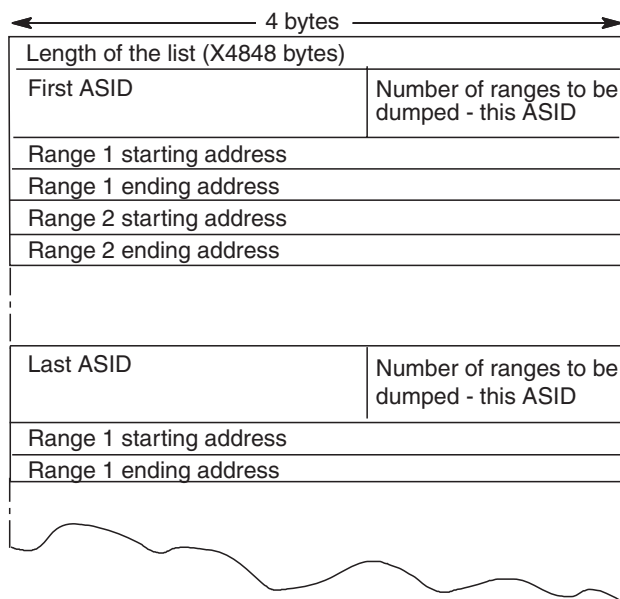 4 bytes
Length of the list (X4848 bytes)
First ASID
Number of ranges to be
dumped - this ASID
Range 1 starting address
Range 1 ending address
Range 2 starting address
Range 2 ending address
Last ASID
Number of ranges to be
dumped - this ASID
Range 1 starting address
Range 1 ending address